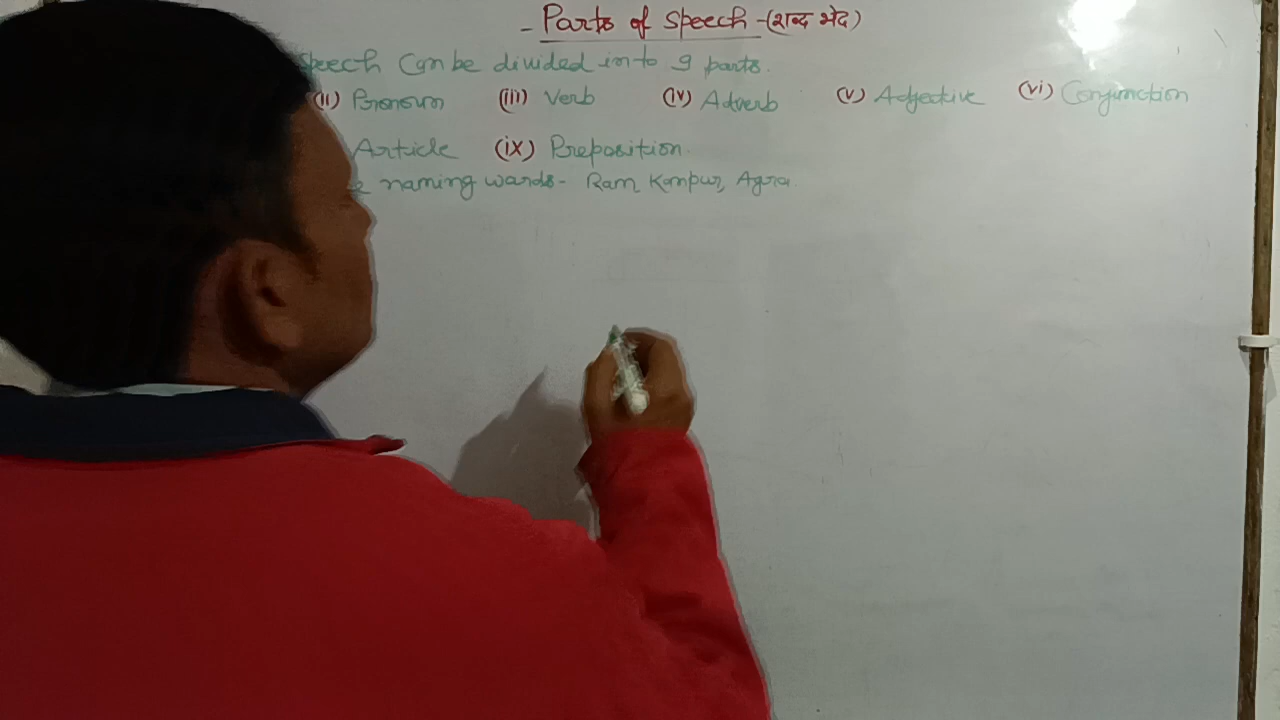 - Parts of Speech - (शब्द भेद)
Speech can be divided into 9 parts.
(ii) Pronoun (iii) Verb (iv) Adverb (v) Adjective (vi) Conjunction
Article (ix) Preposition.
naming words - Ram, Kanpur, Agra.